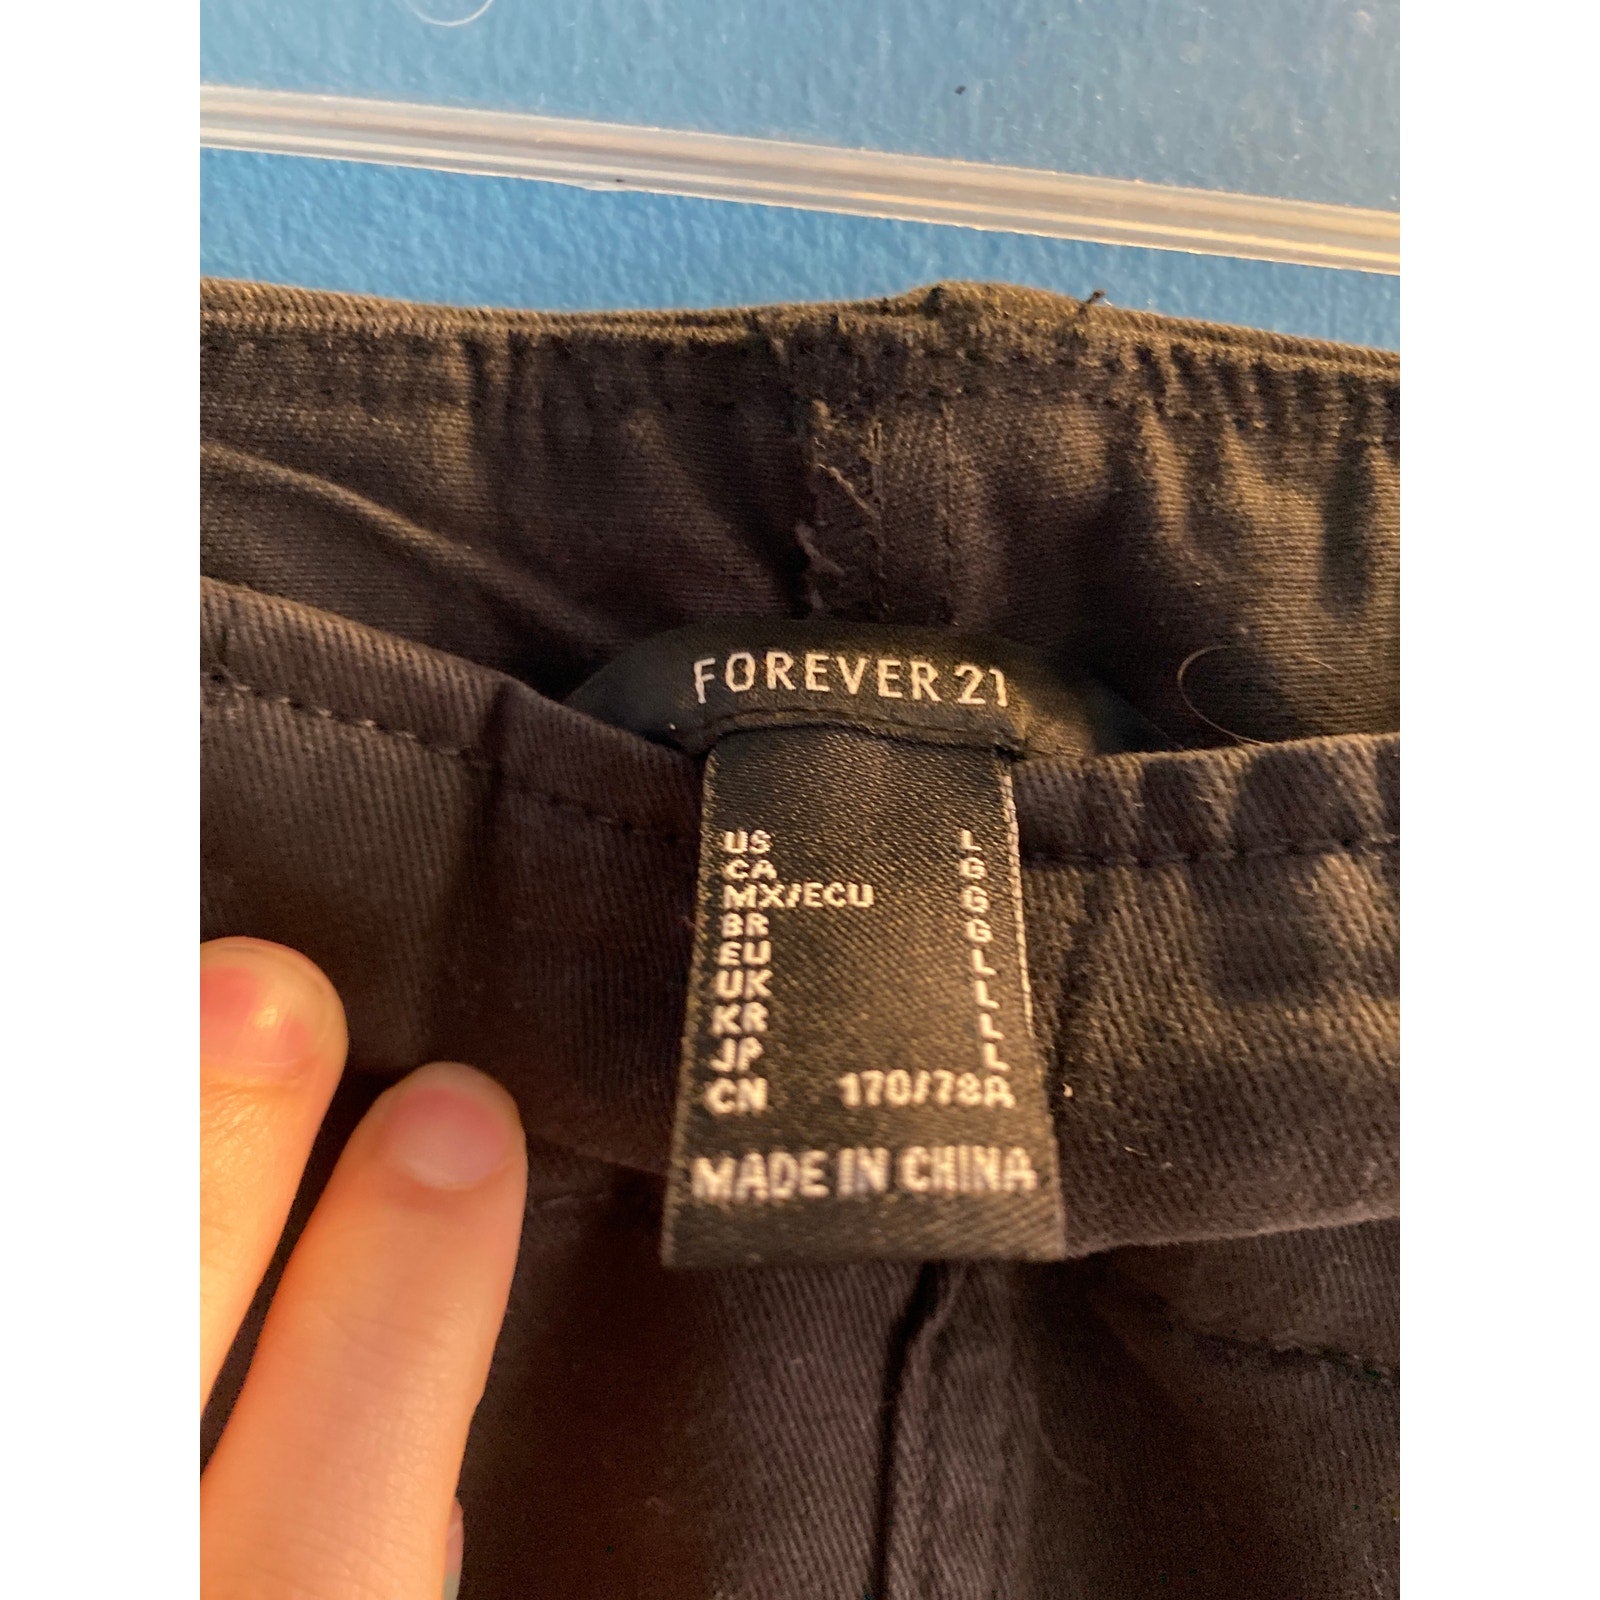 FOREVER 21
US L
CA G
MX/ECU G
BR G
EU L
UK L
KR L
JP L
CN 170/78A
MADE IN CHINA